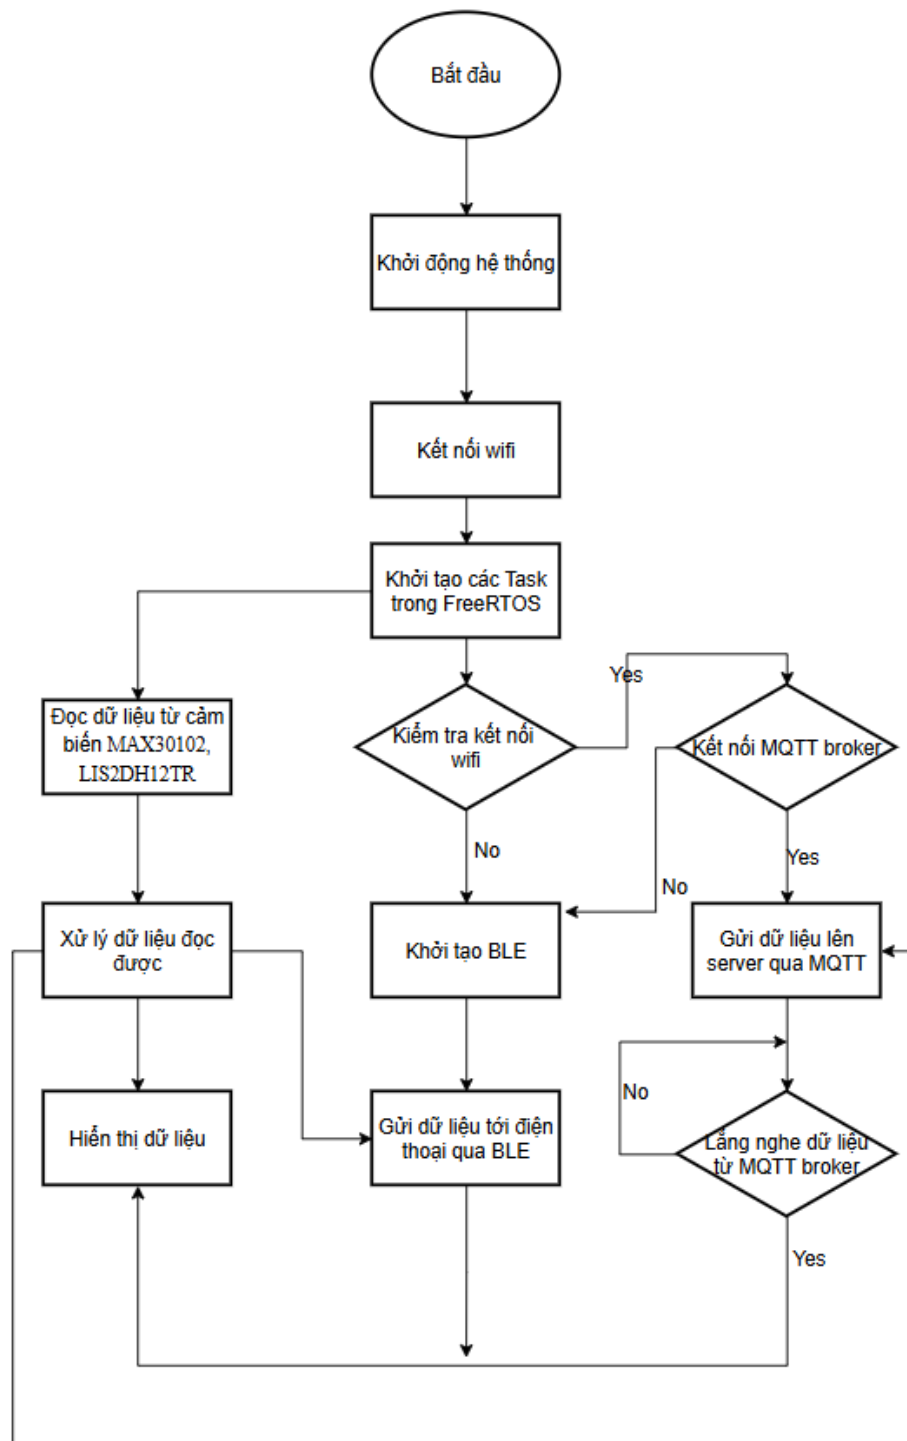 Bắt đầu
Khởi động hệ thống
Kết nối wifi
Khởi tạo các Task
trong FreeRTOS
Yes
Đọc dữ liệu từ cảm
biến MAX30102,
LIS2DH12TR
Kiểm tra kết nối
wifi
Kết nối MQTT broker
No
Yes
No
Xử lý dữ liệu đọc
được
Khởi tạo BLE
Gửi dữ liệu lên
server qua MQTT
No
Hiển thị dữ liệu
Gửi dữ liệu tới điện
thoại qua BLE
Lắng nghe dữ liệu
từ MQTT broker
Yes